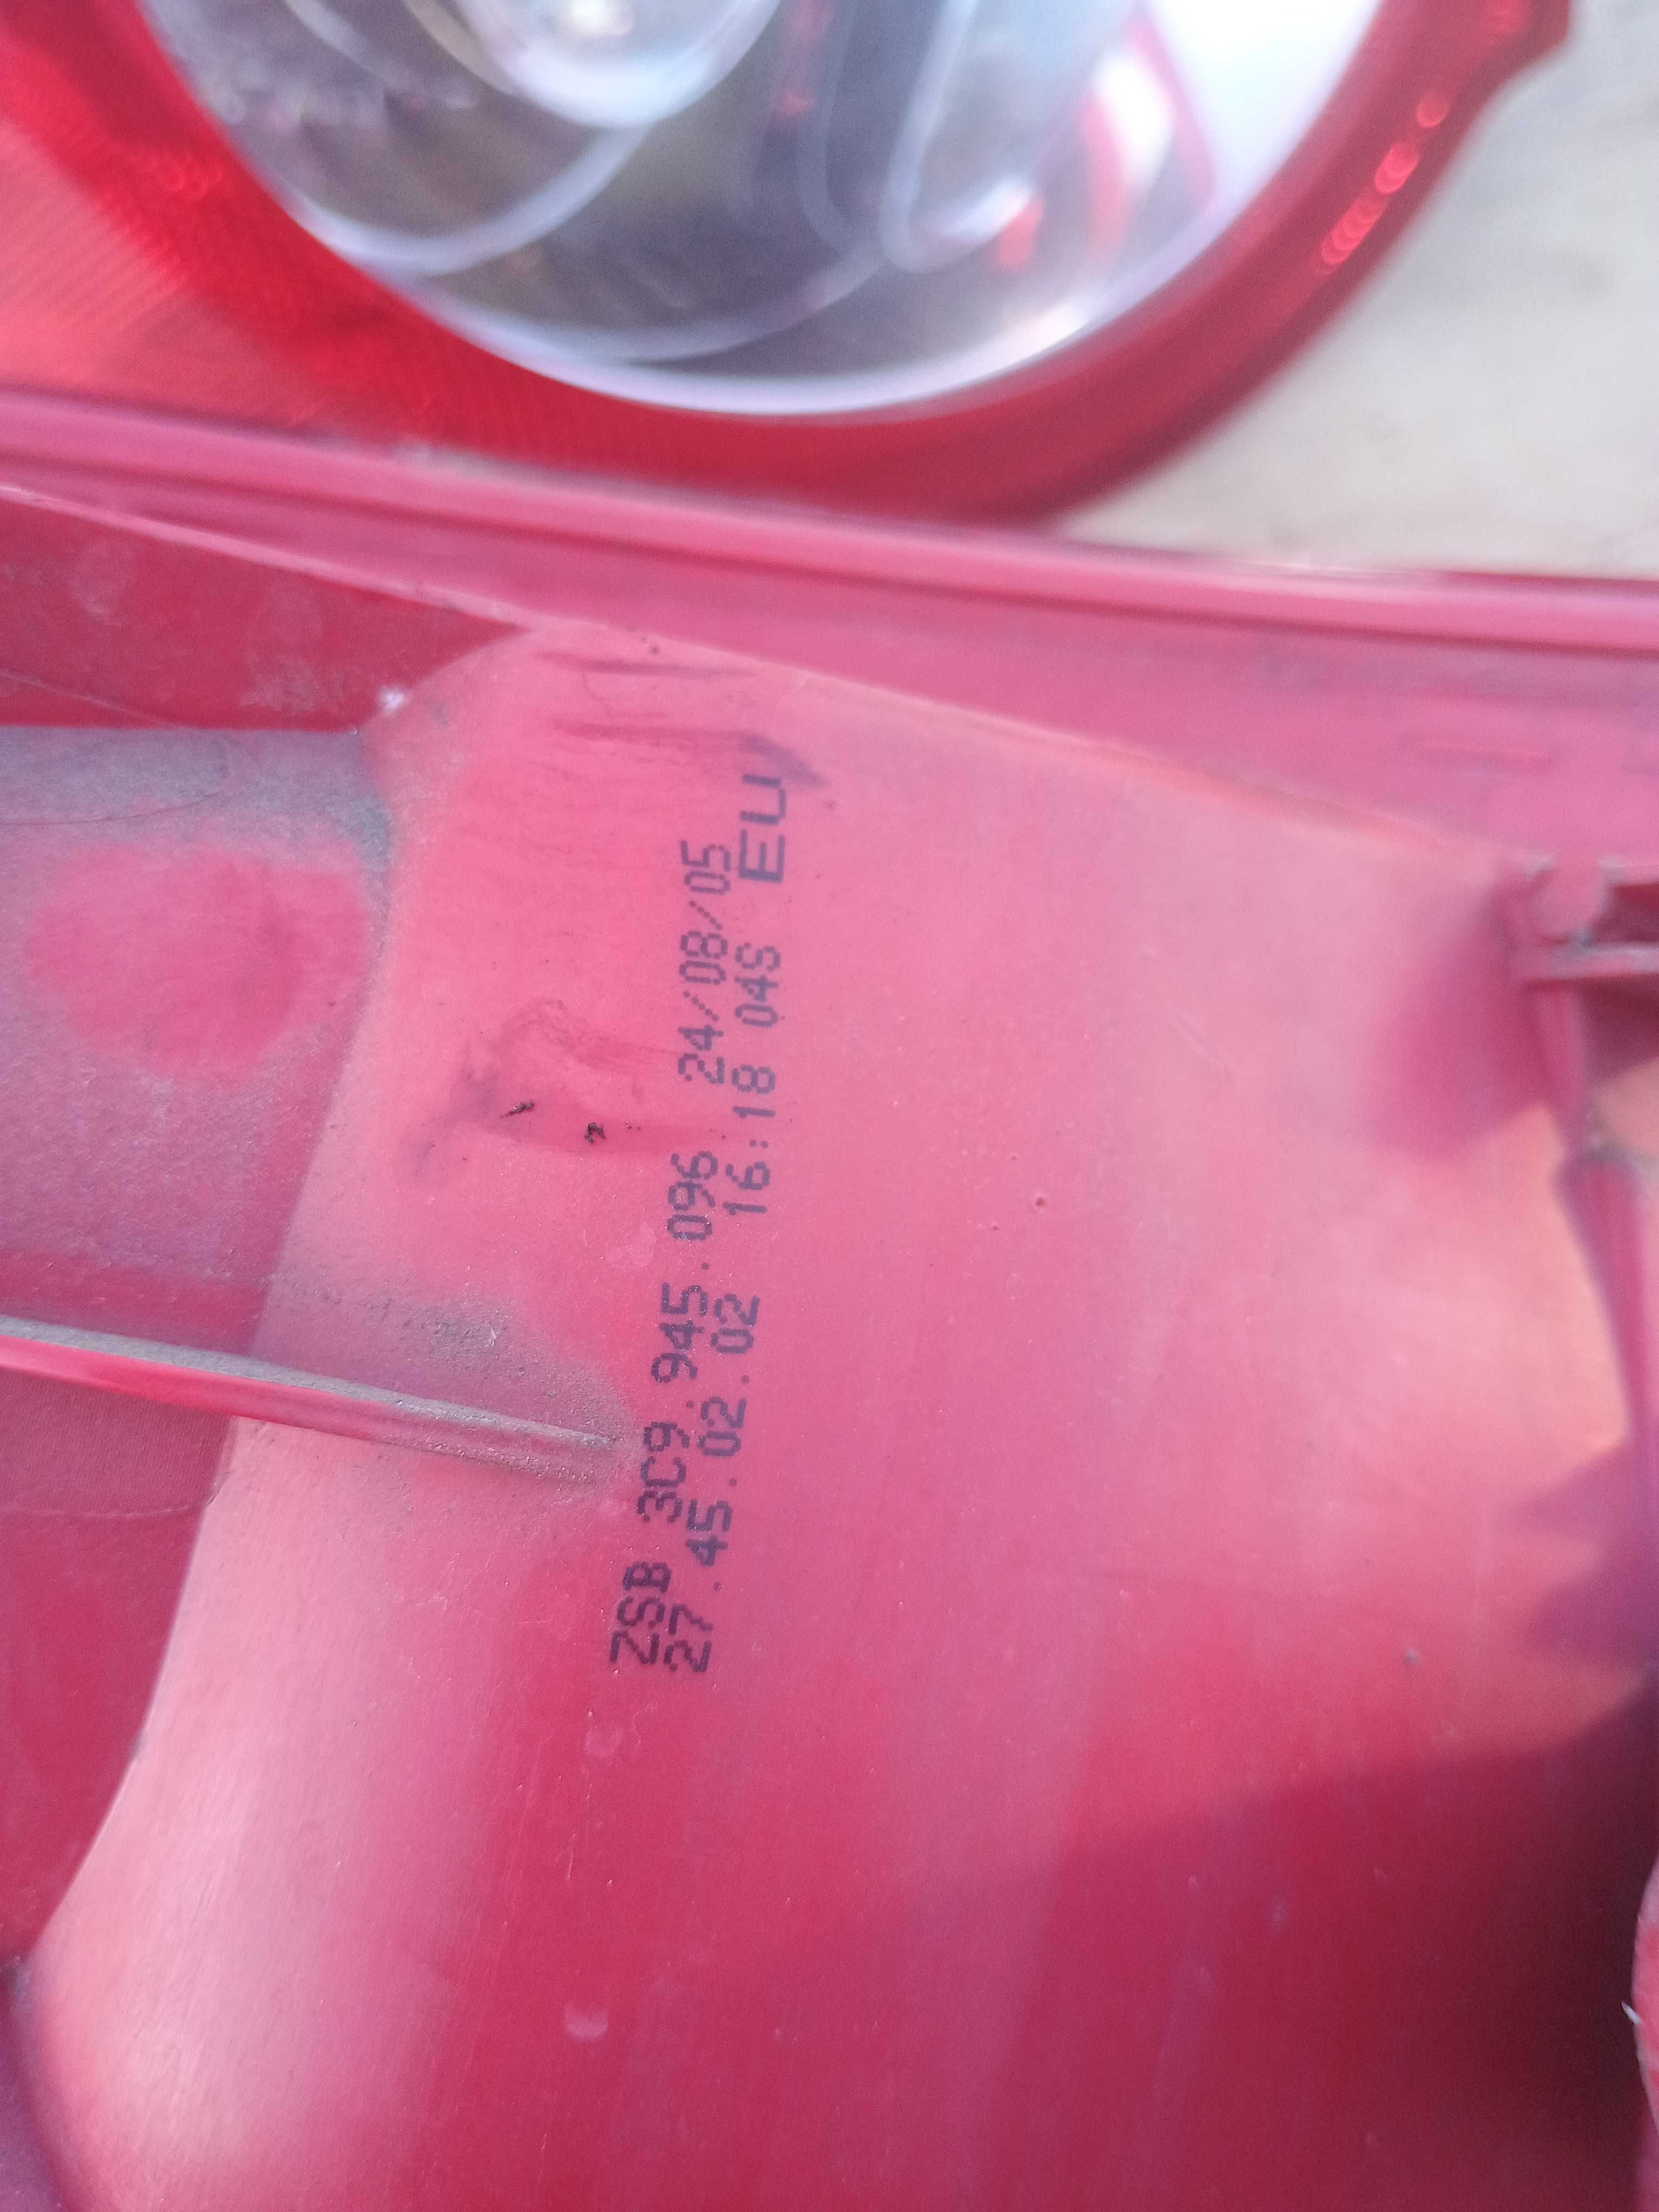 ZSB 3C9.945.096 24/08/05
27.45.02.02 16:18 04S EU